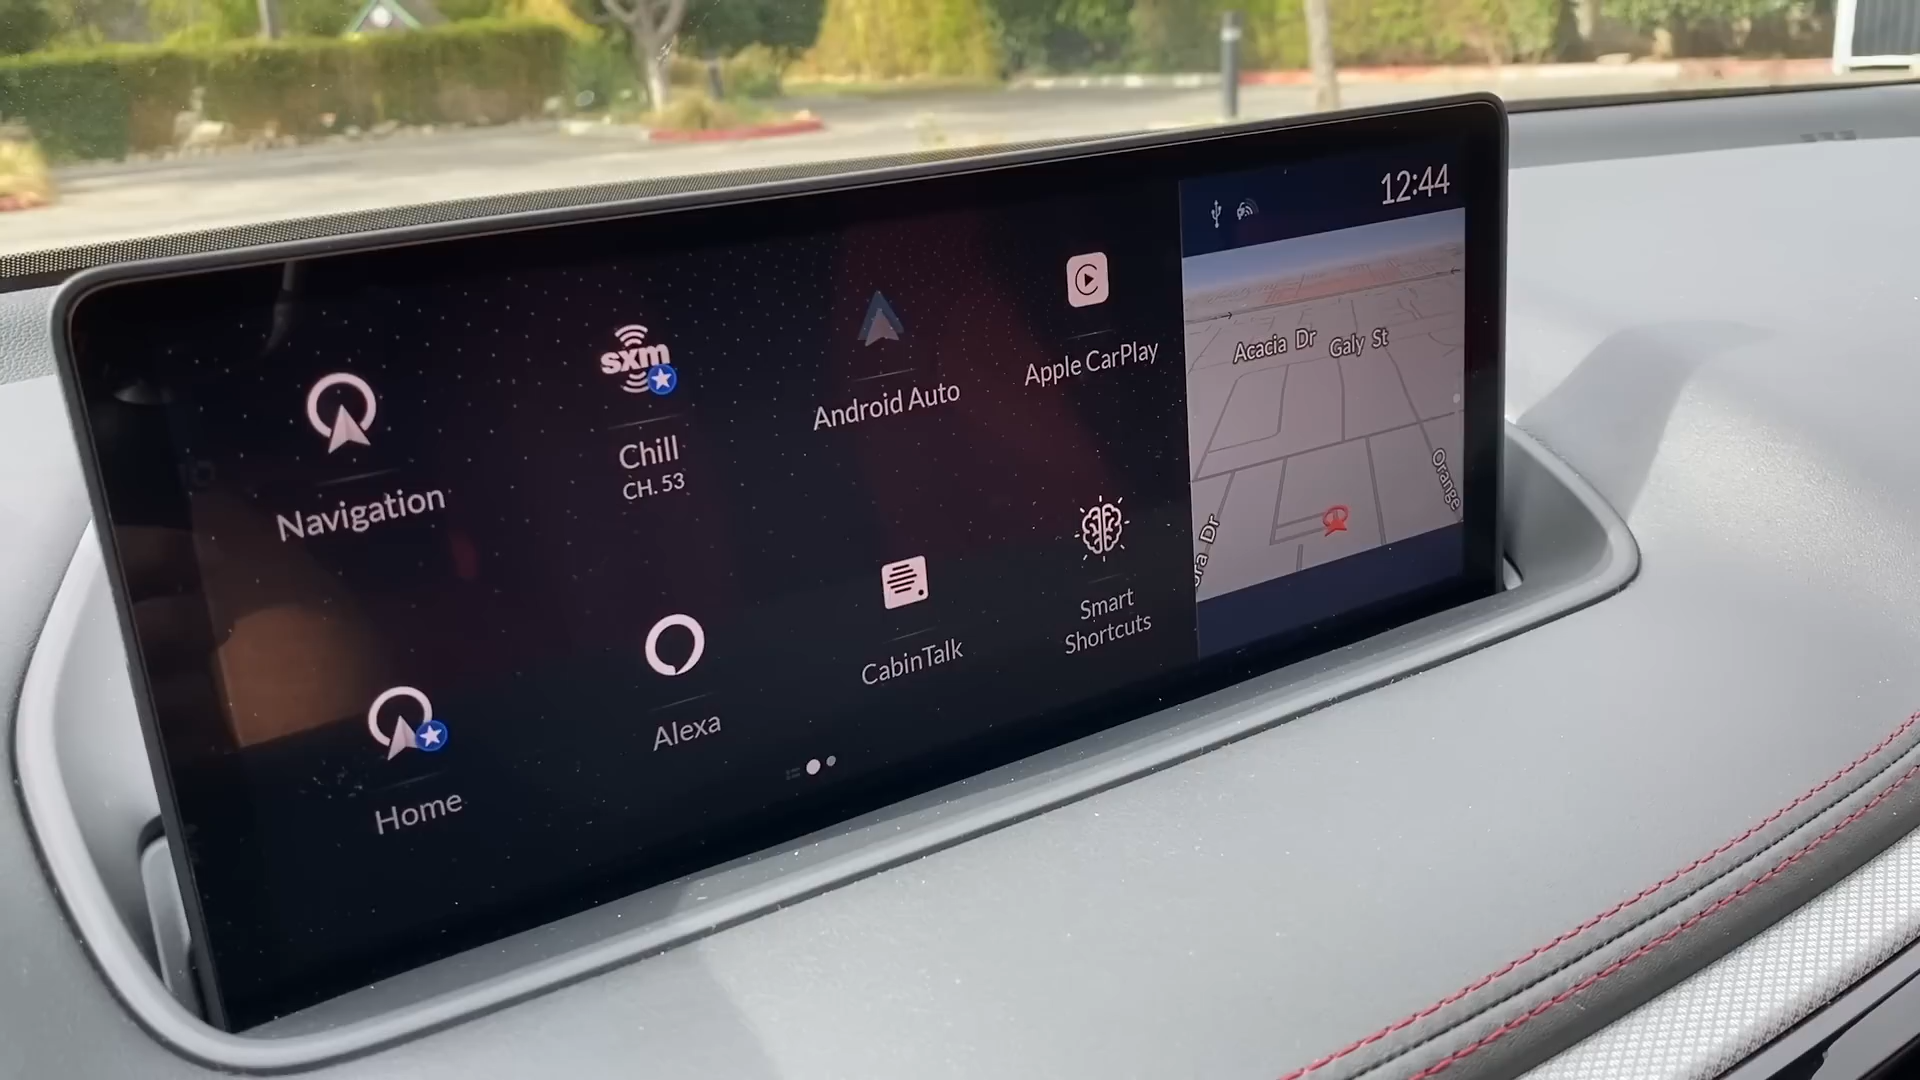 12:44
Navigation
sxm
Chill
CH. 53
Android Auto
Apple CarPlay
Home
Alexa
CabinTalk
Smart
Shortcuts
Acacia Dr
Galy St
Orange
Dr